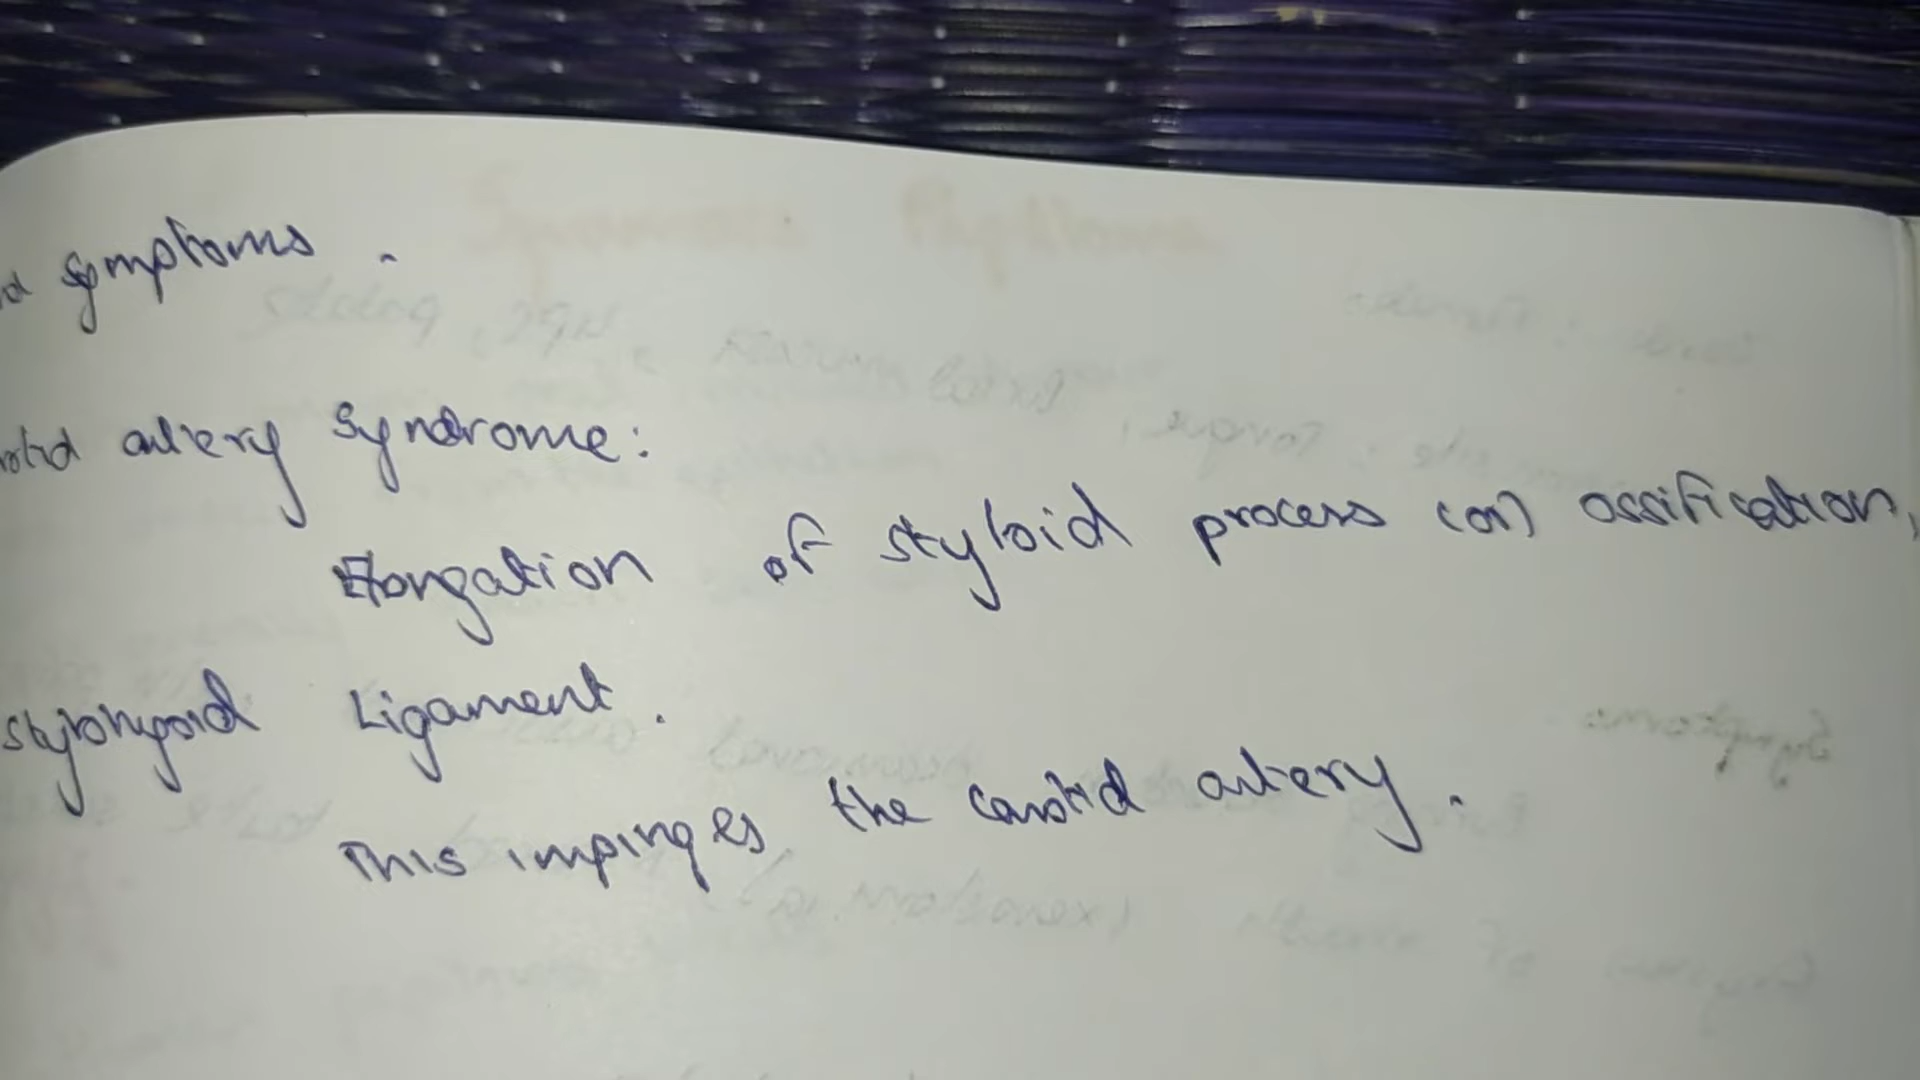 symptoms.
artery Syndrome:
Elongation of styloid process (or) ossification,
stylohyoid Ligament.
This impinges the carotid artery.